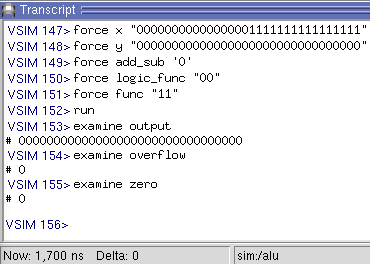 Transcript
VSIM 147> force x "00000000000000001111111111111111"
VSIM 148> force y "00000000000000000000000000000000"
VSIM 149> force add_sub '0'
VSIM 150> force logic_func "00"
VSIM 151> force func "11"
VSIM 152> run
VSIM 153> examine output
# 00000000000000000000000000000000
VSIM 154> examine overflow
# 0
VSIM 155> examine zero
# 0
VSIM 156>
Now: 1,700 ns Delta: 0 sim:/alu